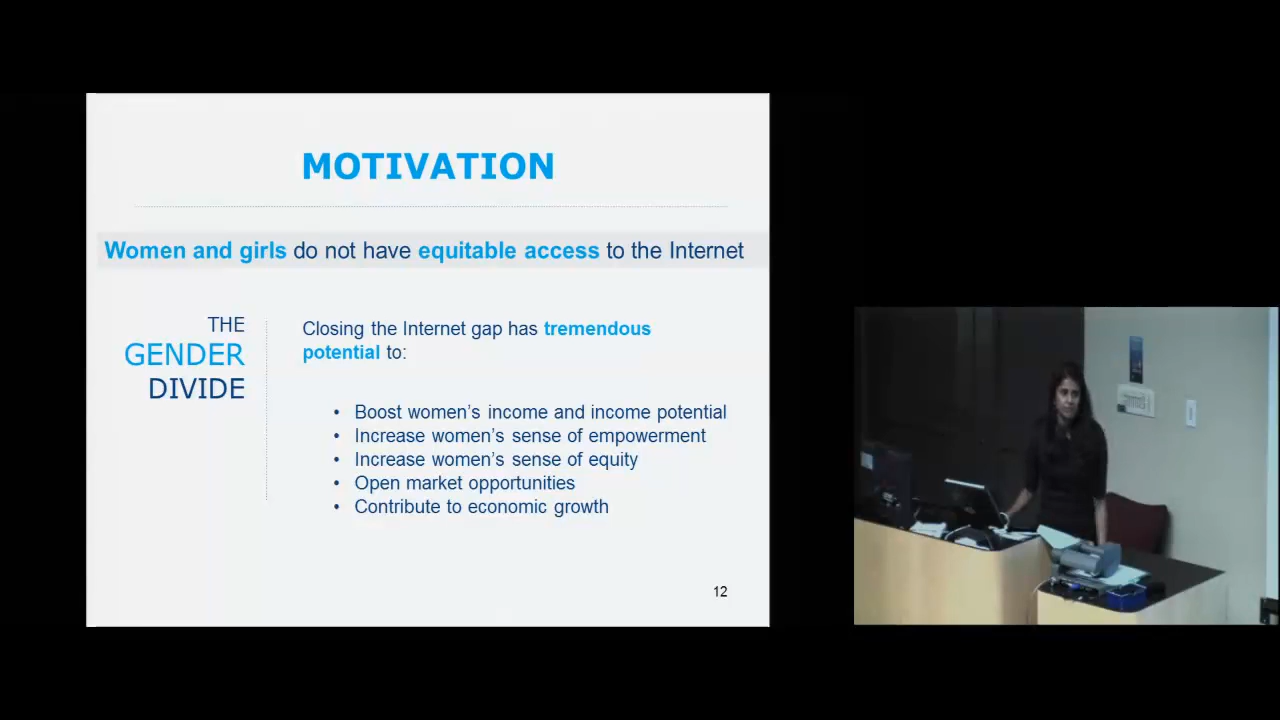 MOTIVATION
Women and girls do not have equitable access to the Internet
THE
GENDER
DIVIDE
Closing the Internet gap has tremendous
potential to:
• Boost women's income and income potential
• Increase women's sense of empowerment
• Increase women's sense of equity
• Open market opportunities
• Contribute to economic growth
12